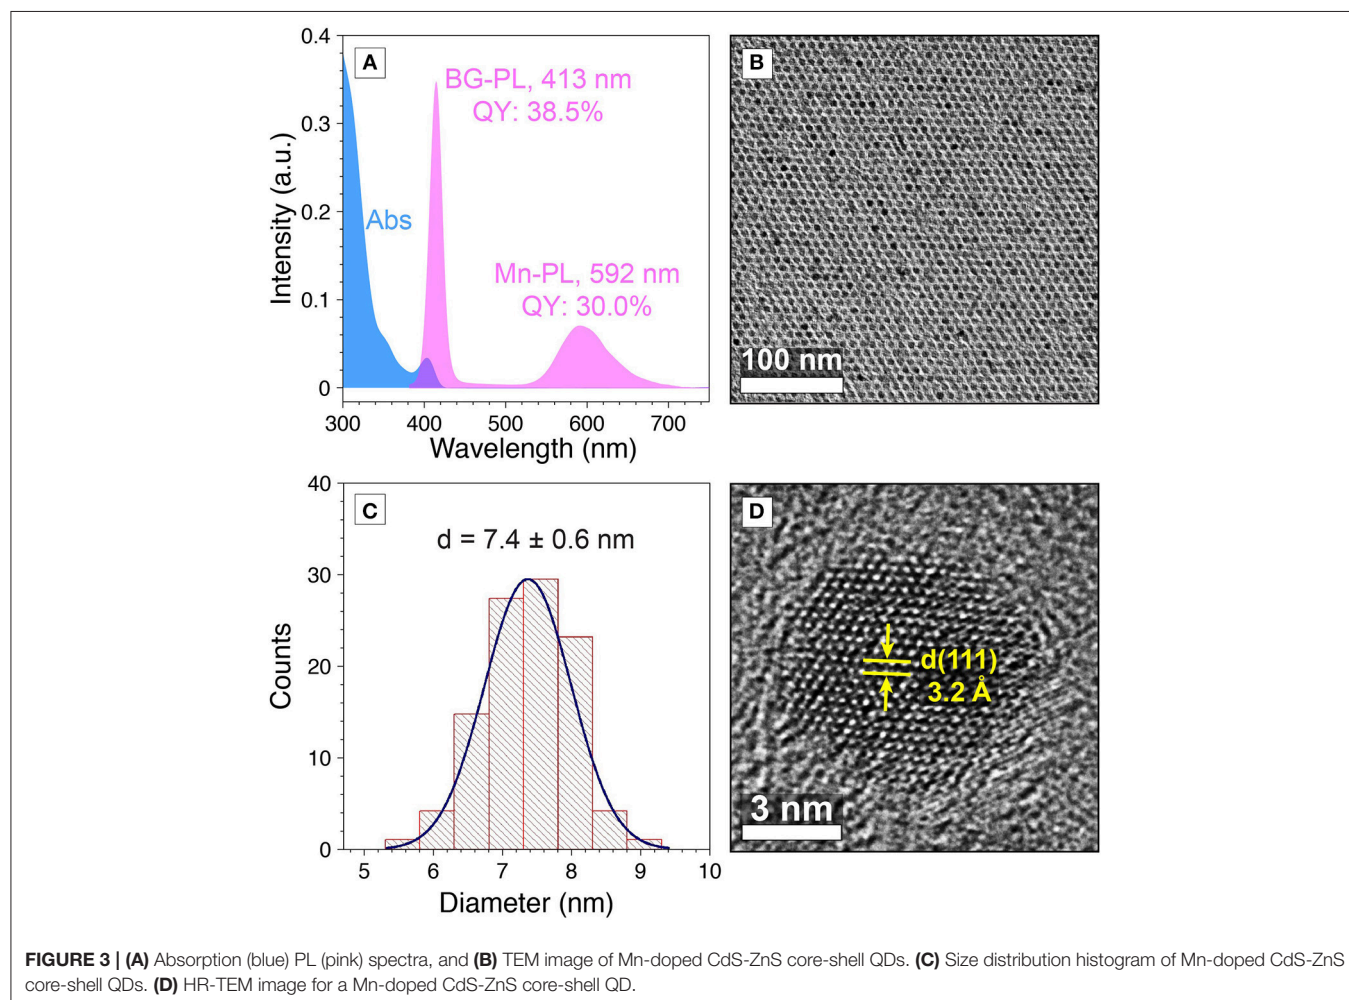 A
0.4
0.3
0.2
0.1
0
Intensity (a.u.)
BG-PL, 413 nm
QY: 38.5%
Abs
Mn-PL, 592 nm
QY: 30.0%
300 400 500 600 700
Wavelength (nm)
B
100 nm
C
40
30
20
10
0
Counts
d = 7.4 ± 0.6 nm
5 6 7 8 9 10
Diameter (nm)
D
d(111)
3.2 Å
3 nm
FIGURE 3 | (A) Absorption (blue) PL (pink) spectra, and (B) TEM image of Mn-doped CdS-ZnS core-shell QDs. (C) Size distribution histogram of Mn-doped CdS-ZnS
core-shell QDs. (D) HR-TEM image for a Mn-doped CdS-ZnS core-shell QD.